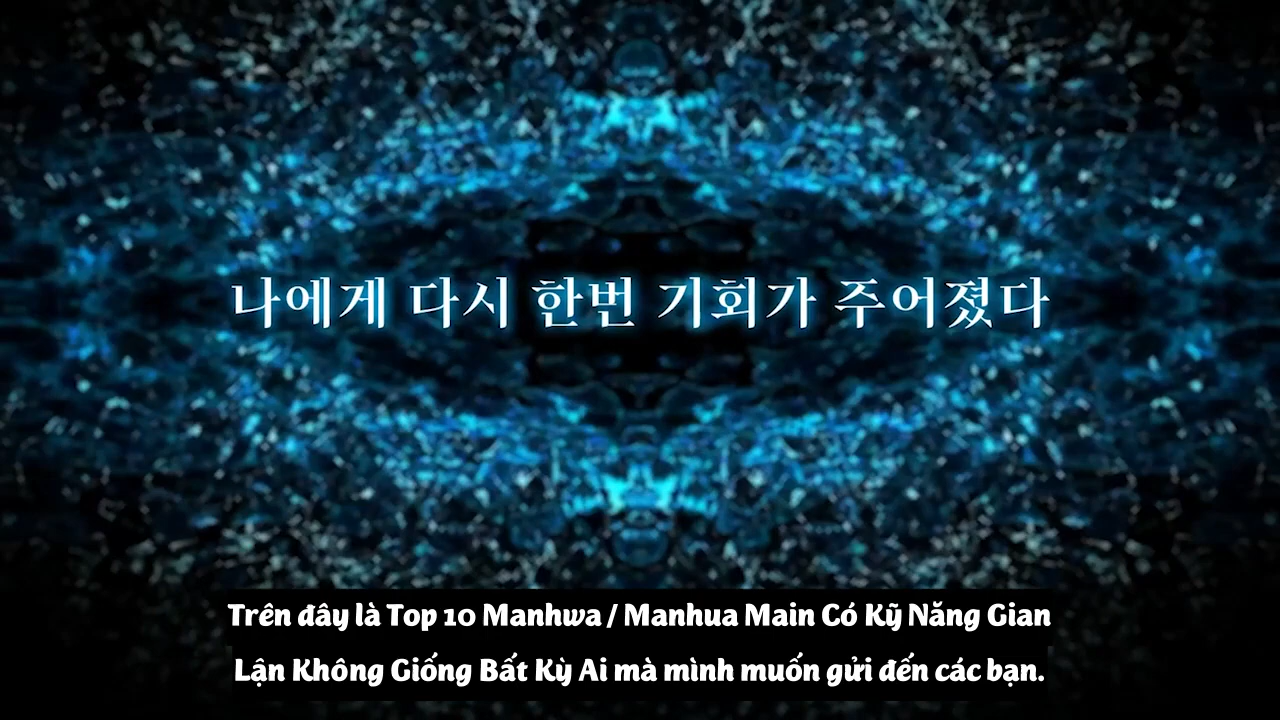 나에게 다시 한번 기회가 주어졌다
Trên đây là Top 10 Manhwa / Manhua Main Có Kỹ Năng Gian
Lận Không Giống Bất Kỳ Ai mà mình muốn gửi đến các bạn.